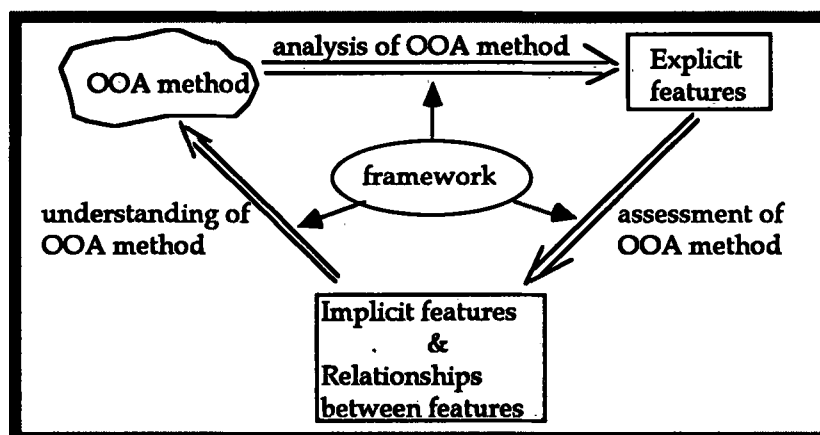 analysis of OOA method
OOA method
Explicit
features
framework
understanding of
OOA method
assessment of
OOA method
Implicit features
&
Relationships
between features